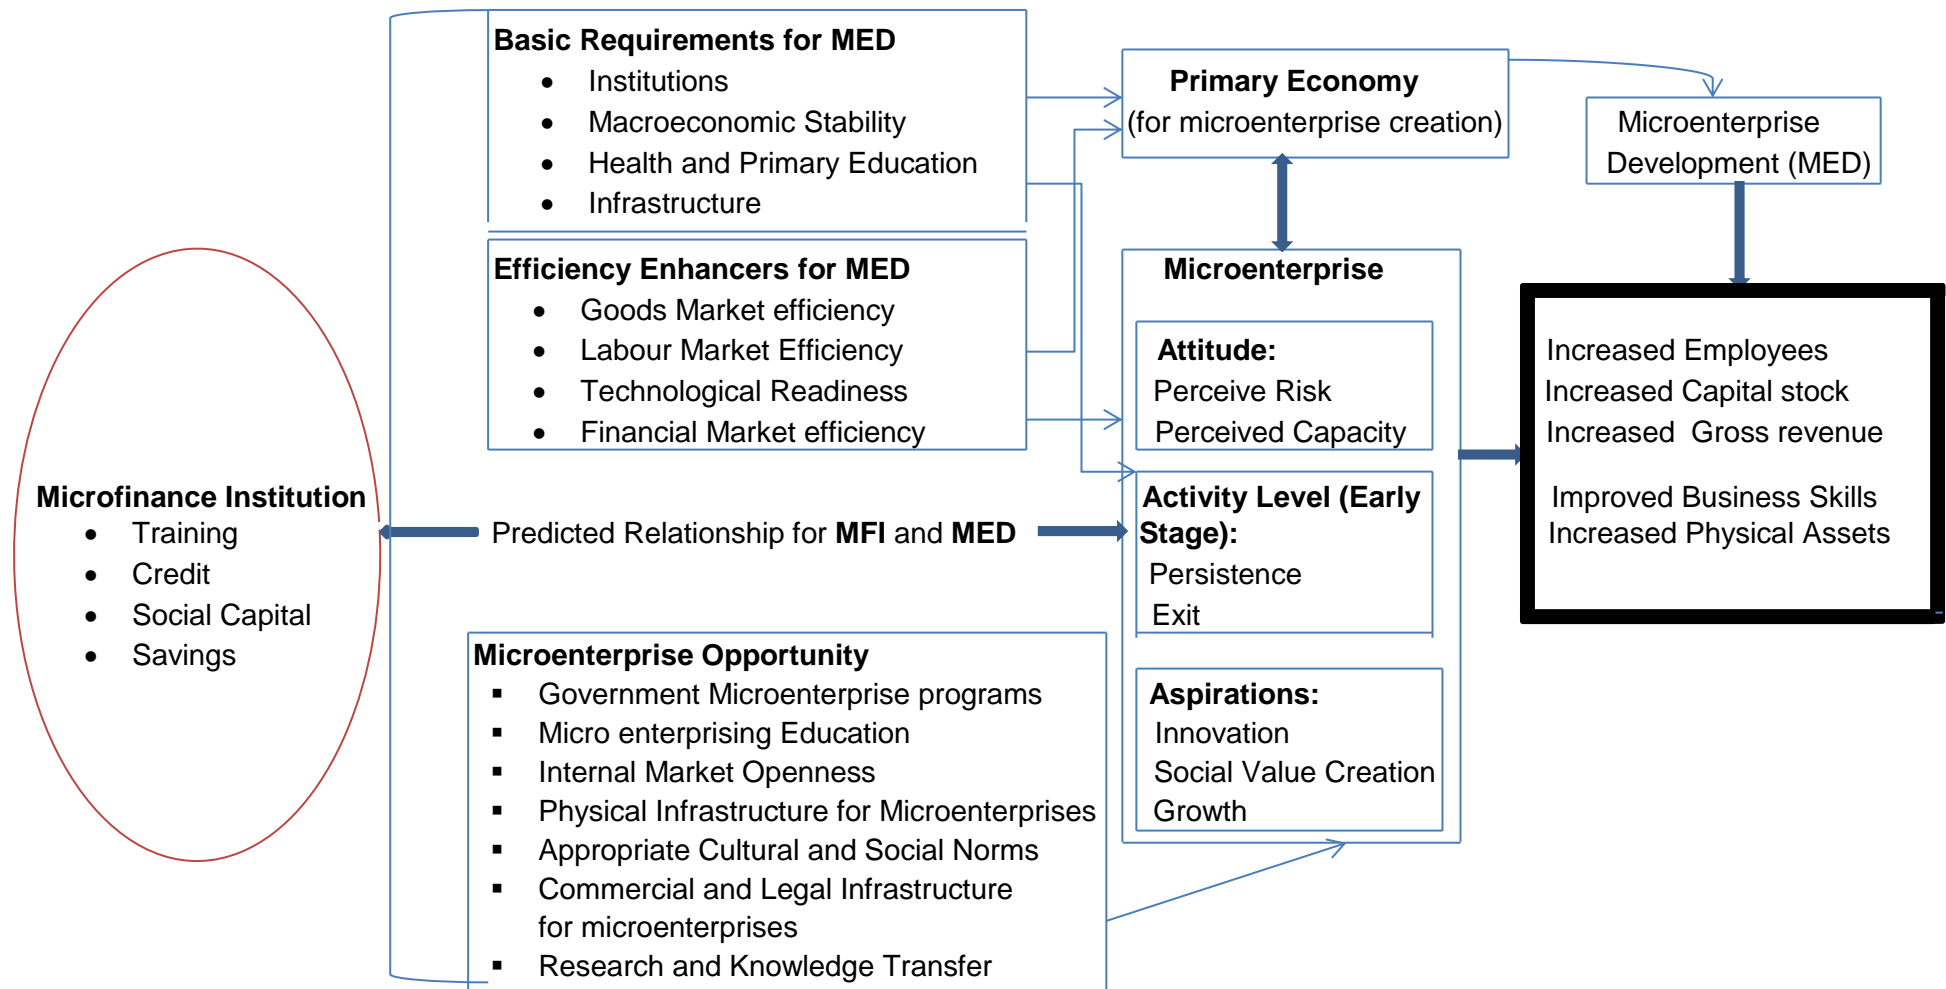 Basic Requirements for MED
• Institutions
• Macroeconomic Stability
• Health and Primary Education
• Infrastructure
Efficiency Enhancers for MED
• Goods Market efficiency
• Labour Market Efficiency
• Technological Readiness
• Financial Market efficiency
Microfinance Institution
• Training
• Credit
• Social Capital
• Savings
Predicted Relationship for MFI and MED
Microenterprise Opportunity
▪ Government Microenterprise programs
▪ Micro enterprising Education
▪ Internal Market Openness
▪ Physical Infrastructure for Microenterprises
▪ Appropriate Cultural and Social Norms
▪ Commercial and Legal Infrastructure
for microenterprises
▪ Research and Knowledge Transfer
Primary Economy
(for microenterprise creation)
Microenterprise
Attitude:
Perceive Risk
Perceived Capacity
Activity Level (Early
Stage):
Persistence
Exit
Aspirations:
Innovation
Social Value Creation
Growth
Microenterprise
Development (MED)
Increased Employees
Increased Capital stock
Increased Gross revenue
Improved Business Skills
Increased Physical Assets